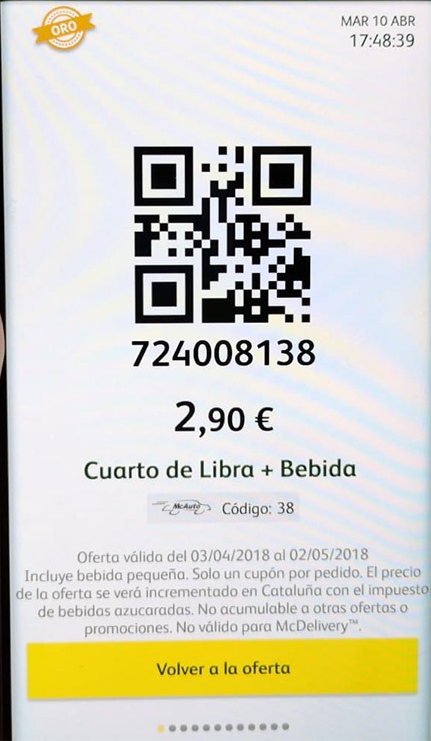 ORO
MAR 10 ABR
17:48:39
724008138
2,90 €
Cuarto de Libra + Bebida
McAuto Código: 38
Oferta válida del 03/04/2018 al 02/05/2018
Incluye bebida pequeña. Solo un cupón por pedido. El precio
de la oferta se verá incrementado en Cataluña con el impuesto
de bebidas azucaradas. No acumulable a otras ofertas o
promociones. No válido para McDelivery™.
Volver a la oferta